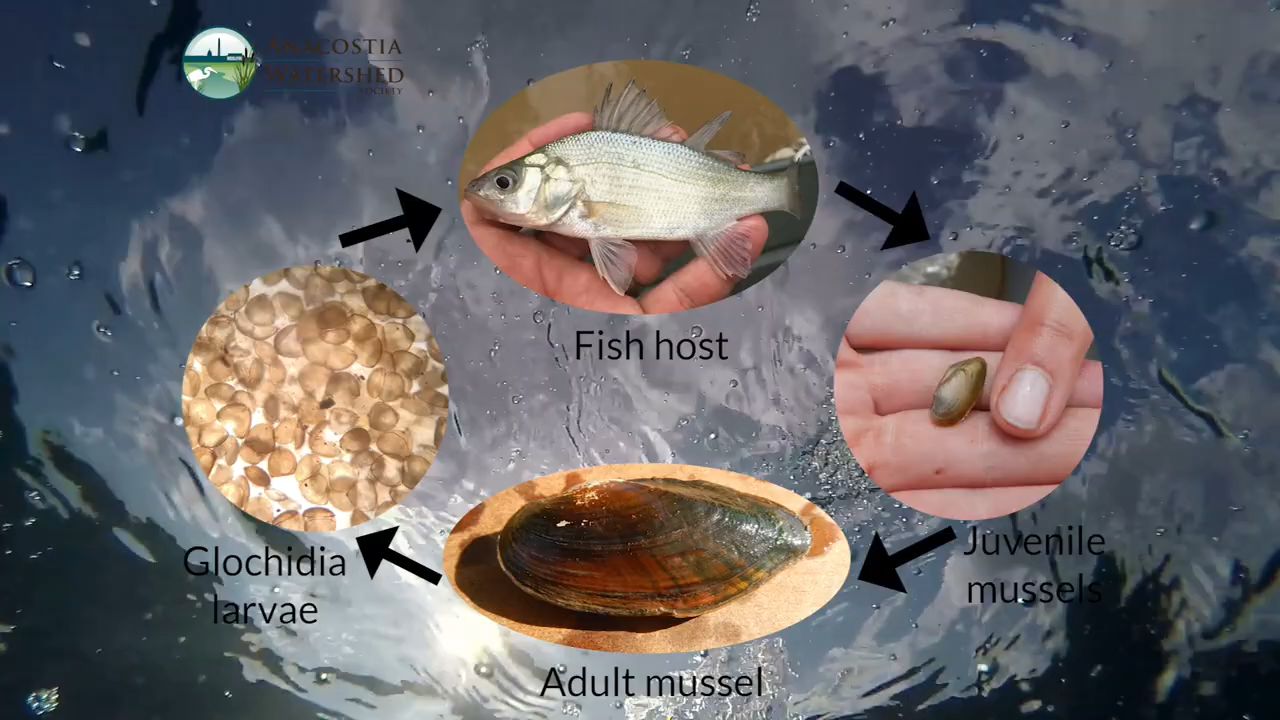 ANACOSTIA
WATERSHED
SOCIETY
Fish host
Glochidia
larvae
Juvenile
mussels
Adult mussel